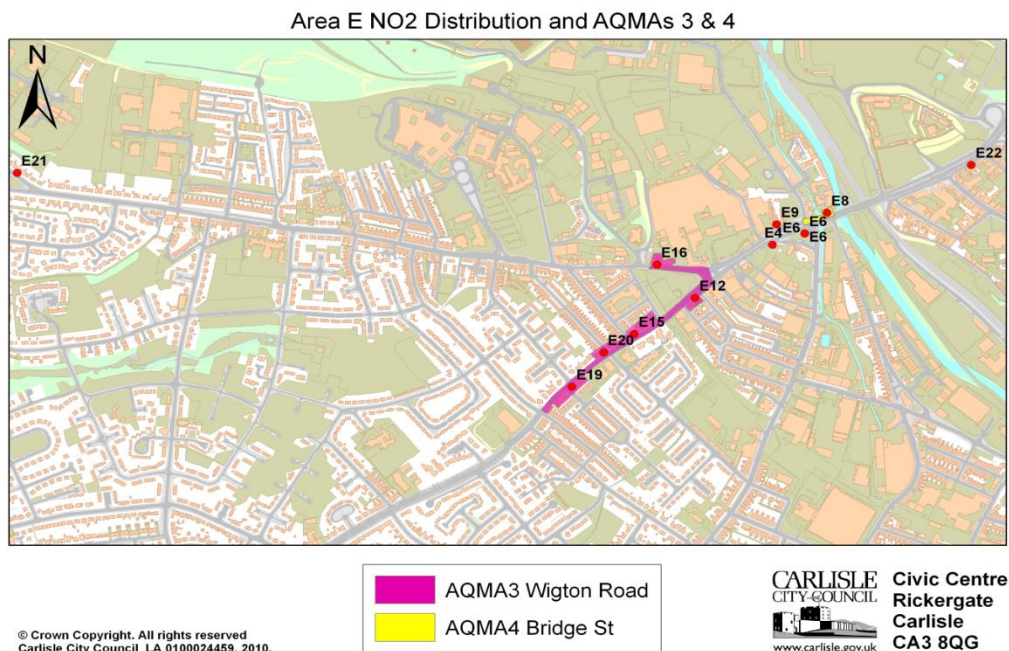 Area E NO2 Distribution and AQMAs 3 & 4
N
E21
E22
E8
E9
E6
E6
E6
E4
E16
E12
E15
E20
E19
AQMA3 Wigton Road
AQMA4 Bridge St
© Crown Copyright. All rights reserved
Carlisle City Council LA 0100024459, 2010.
CARLISLE
CITY COUNCIL
www.carlisle.gov.uk
Civic Centre
Rickergate
Carlisle
CA3 8QG